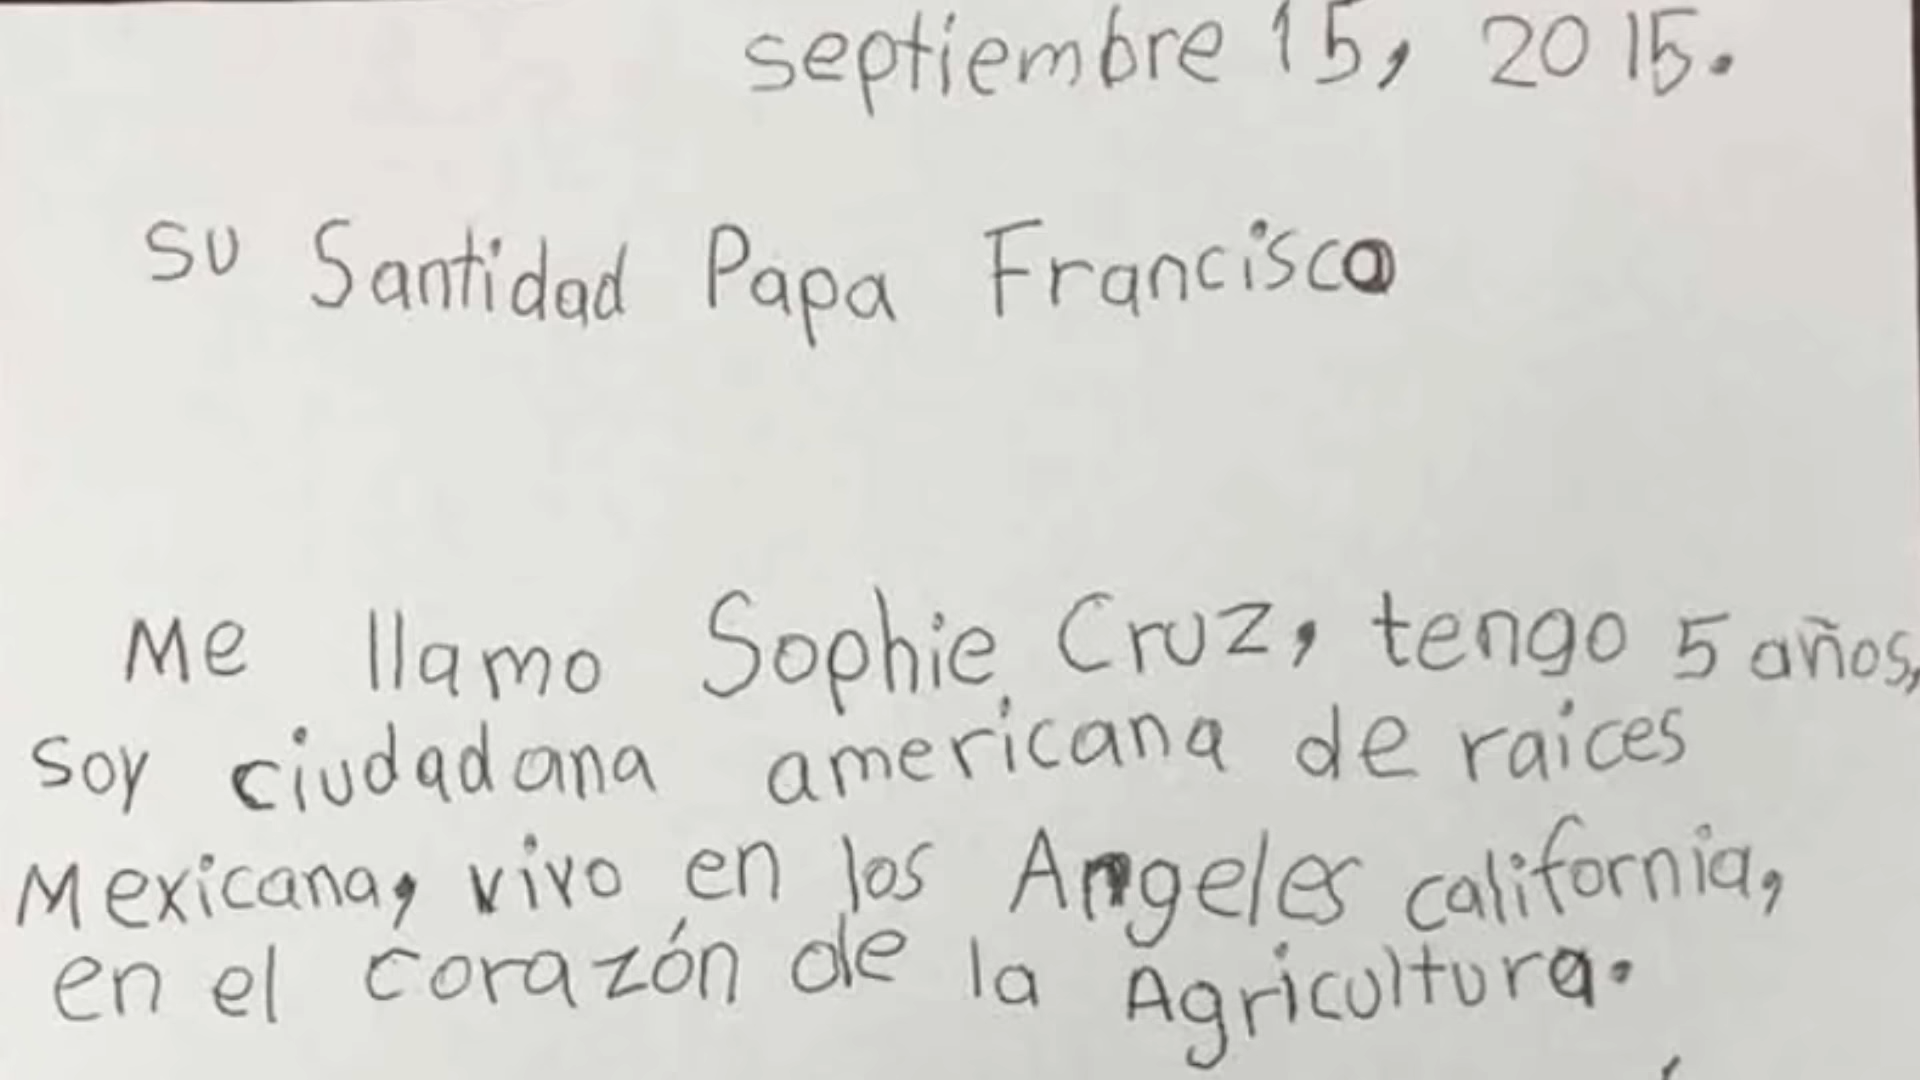 septiembre 15, 2015.
su Santidad Papa Francisco
Me llamo Sophie Cruz, tengo 5 años,
soy ciudadana americana de raices
Mexicana, vivo en los Angeles california,
en el corazón de la Agricultura.